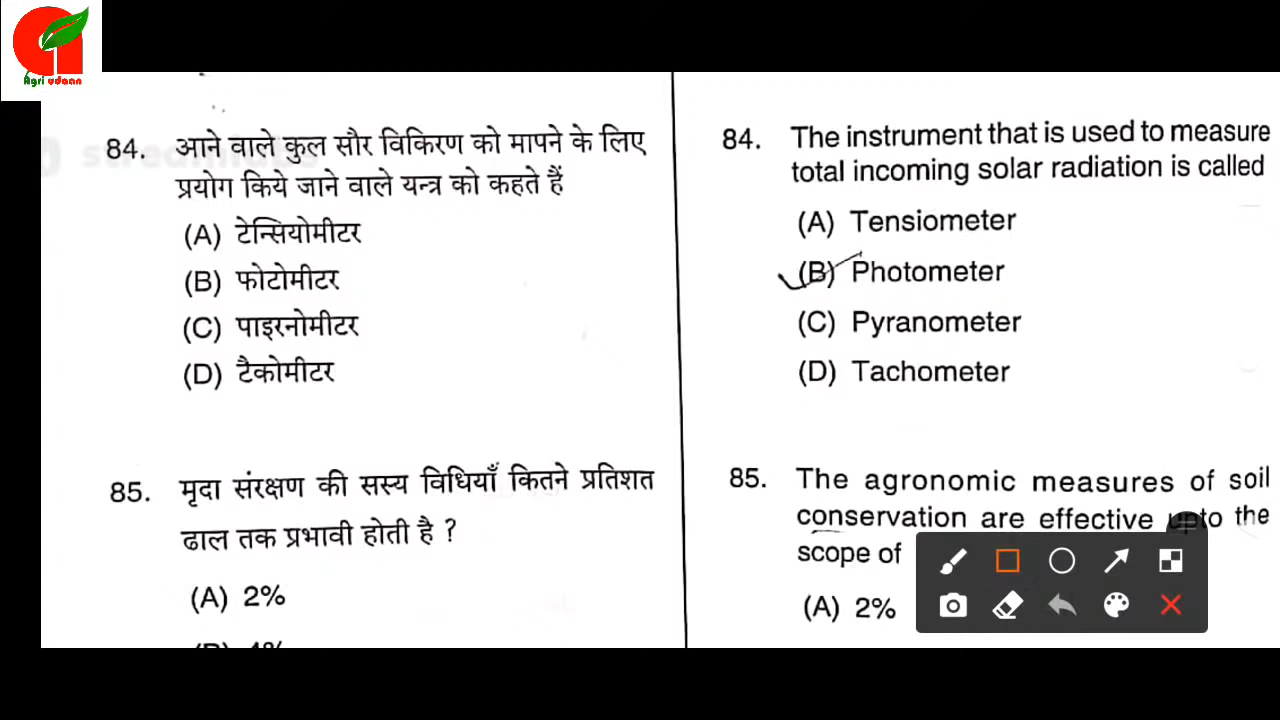 Agri udaan
84. आने वाले कुल सौर विकिरण को मापने के लिए
प्रयोग किये जाने वाले यन्त्र को कहते हैं
(A) टेन्सियोमीटर
(B) फोटोमीटर
(C) पाइरनोमीटर
(D) टैकोमीटर
85. मृदा संरक्षण की सस्य विधियाँ कितने प्रतिशत
ढाल तक प्रभावी होती है ?
(A) 2%
84. The instrument that is used to measure
total incoming solar radiation is called
(A) Tensiometer
(B) Photometer
(C) Pyranometer
(D) Tachometer
85. The agronomic measures of soil
conservation are effective upto the
scope of
(A) 2%